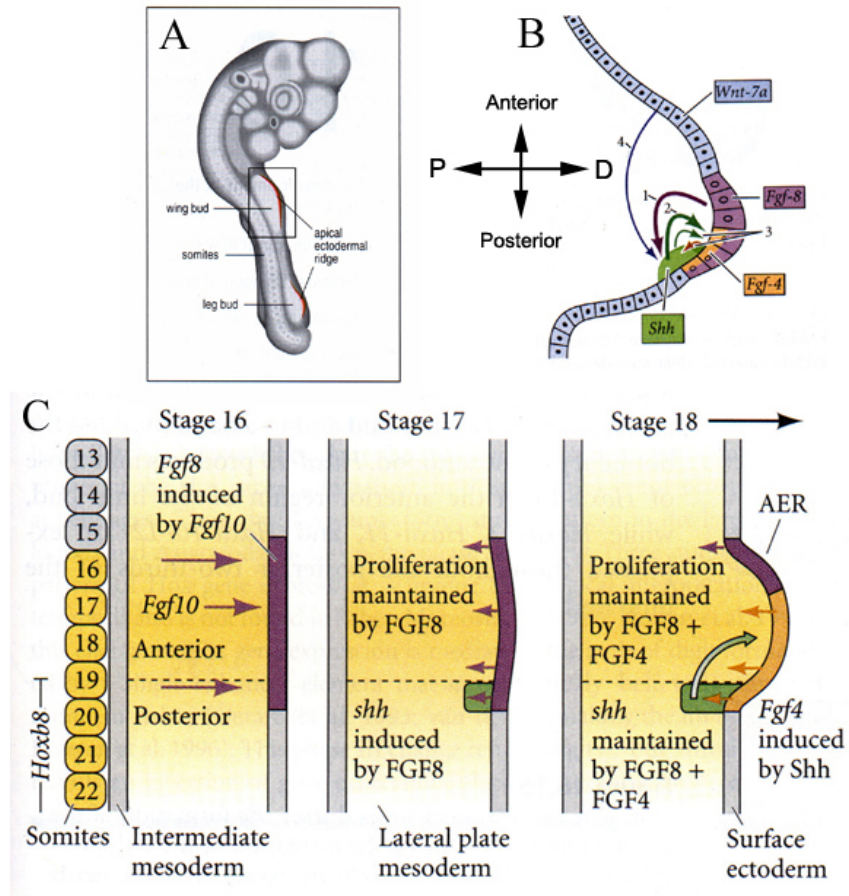 A
wing bud
apical
ectodermal
ridge
somites
leg bud
B
Anterior
P
D
Posterior
Wnt-7a
4
1
2
Fgf-8
3
Fgf-4
Shh
C
Stage 16
Stage 17
Stage 18
13
14
15
16
17
18
19
20
21
22
Hoxb8
Somites
Fgf8
induced
by Fgf10
Fgf10
Anterior
Posterior
Intermediate
mesoderm
Proliferation
maintained
by FGF8
shh
induced
by FGF8
Lateral plate
mesoderm
AER
Proliferation
maintained
by FGF8 +
FGF4
shh
maintained
by FGF8 +
FGF4
Fgf4
induced
by Shh
Surface
ectoderm